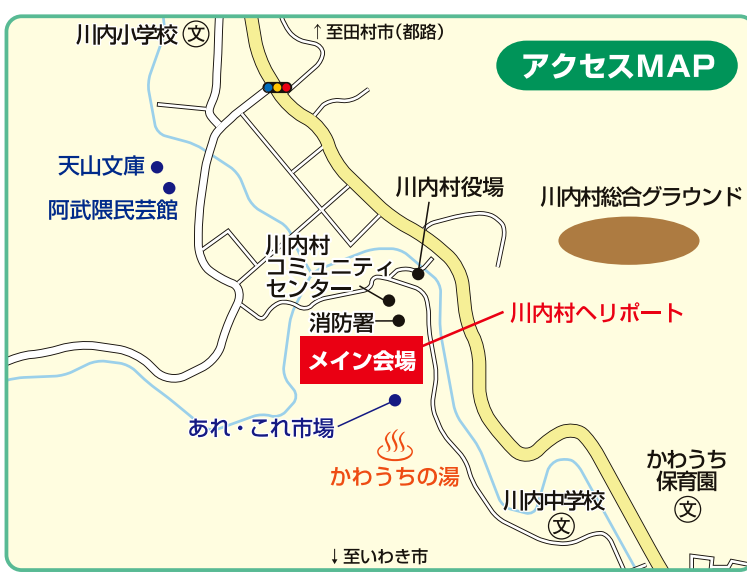 川内小学校 文
↑至田村市(都路)
アクセスMAP
天山文庫
阿武隈民芸館
川内村役場
川内村総合グラウンド
川内村
コミュニティ
センター
消防署
川内村ヘリポート
メイン会場
あれ・これ市場
かわうちの湯
かわうち
保育園
文
川内中学校
文
↓至いわき市